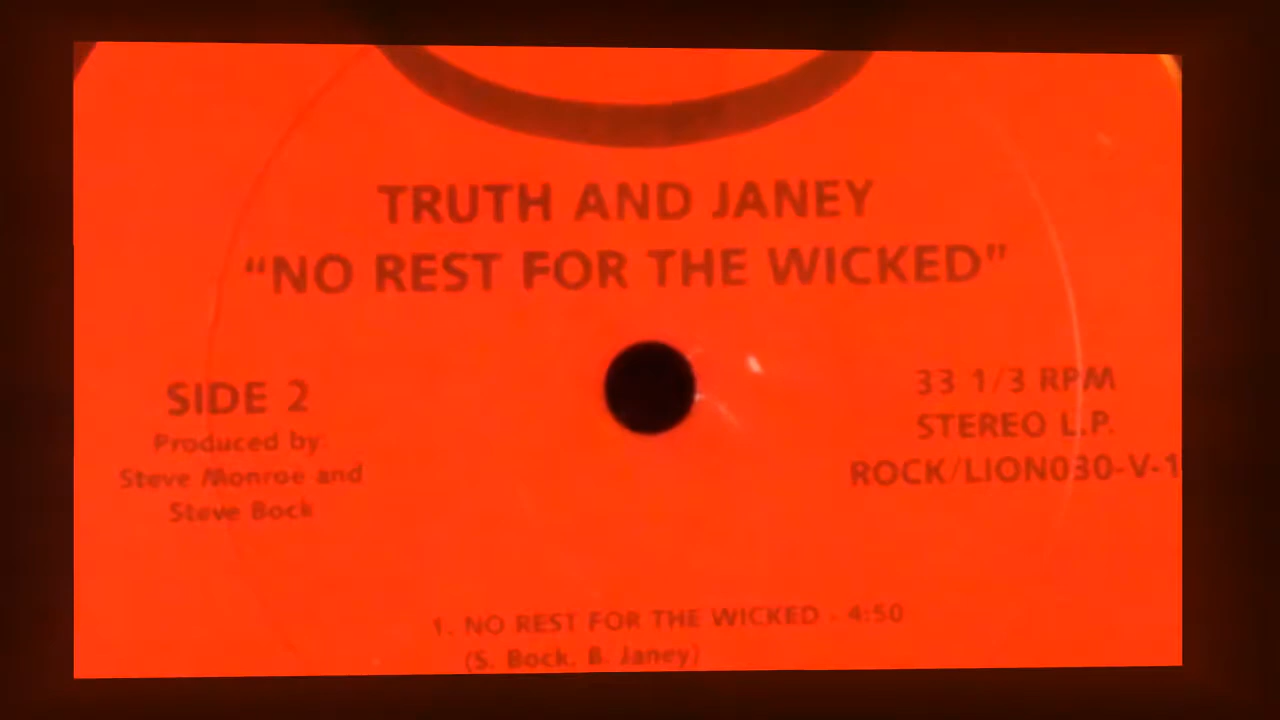 TRUTH AND JANEY
“NO REST FOR THE WICKED”
SIDE 2
Produced by:
Steve Monroe and
Steve Bock
33 1/3 RPM
STEREO L.P.
ROCK/LION030-V-1
1. NO REST FOR THE WICKED - 4:50
(S. Bock, B. Janey)